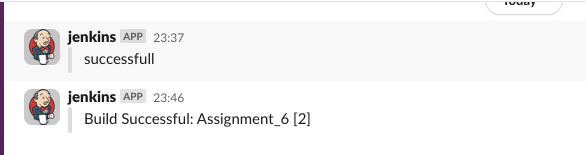 Today
jenkins APP 23:37
successfull
jenkins APP 23:46
Build Successful: Assignment_6 [2]